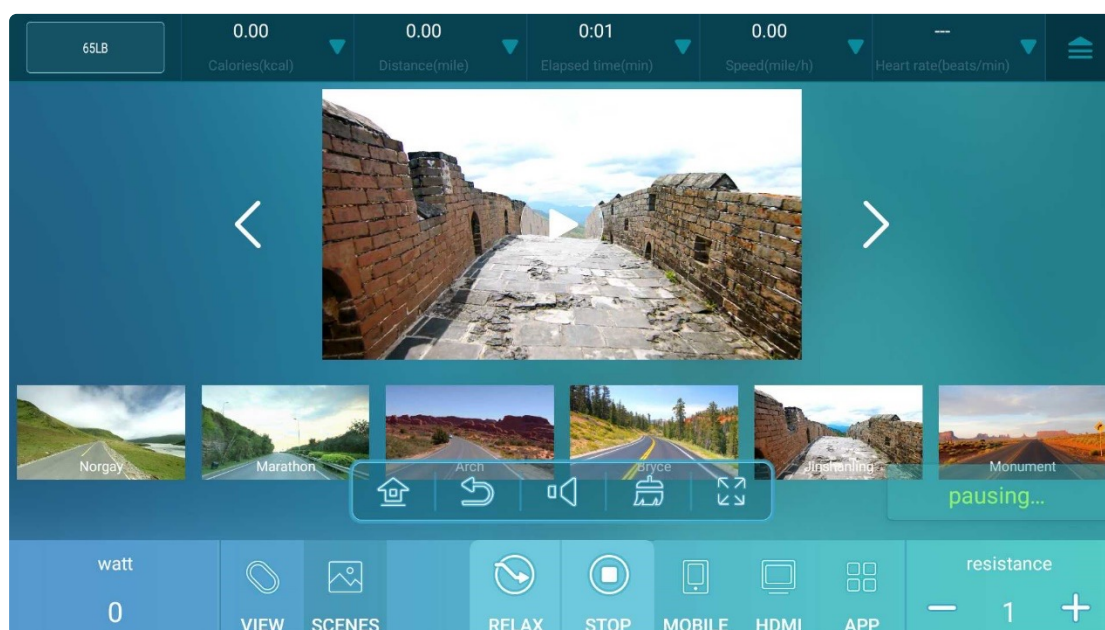 65LB
0.00
Calories(kcal)
0.00
Distance(mile)
0:01
Elapsed time(min)
0.00
Speed(mile/h)
---
Heart rate(beats/min)
Norgay
Marathon
Arch
Bryce
Jinshanling
Monument
pausing...
watt
0
VIEW
SCENES
RELAX
STOP
MOBILE
HDMI
APP
resistance
— 1 +